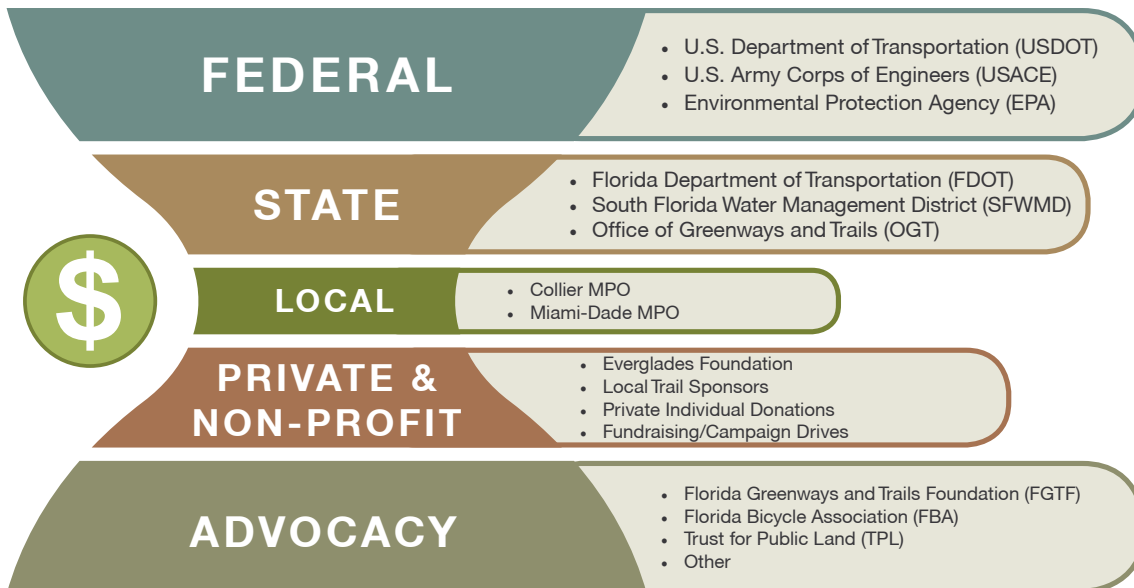 FEDERAL
• U.S. Department of Transportation (USDOT)
• U.S. Army Corps of Engineers (USACE)
• Environmental Protection Agency (EPA)
STATE
• Florida Department of Transportation (FDOT)
• South Florida Water Management District (SFWMD)
• Office of Greenways and Trails (OGT)
$
LOCAL
• Collier MPO
• Miami-Dade MPO
PRIVATE &
NON-PROFIT
• Everglades Foundation
• Local Trail Sponsors
• Private Individual Donations
• Fundraising/Campaign Drives
ADVOCACY
• Florida Greenways and Trails Foundation (FGTF)
• Florida Bicycle Association (FBA)
• Trust for Public Land (TPL)
• Other